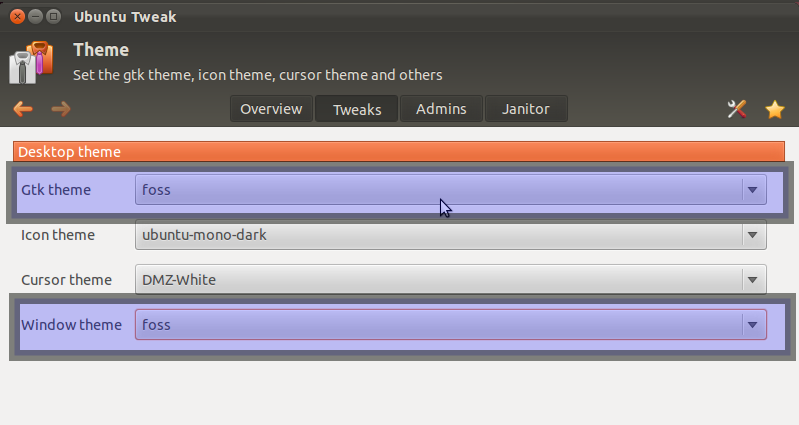 Ubuntu Tweak
Theme
Set the gtk theme, icon theme, cursor theme and others
Overview Tweaks Admins Janitor
Desktop theme
Gtk theme foss
Icon theme ubuntu-mono-dark
Cursor theme DMZ-White
Window theme foss